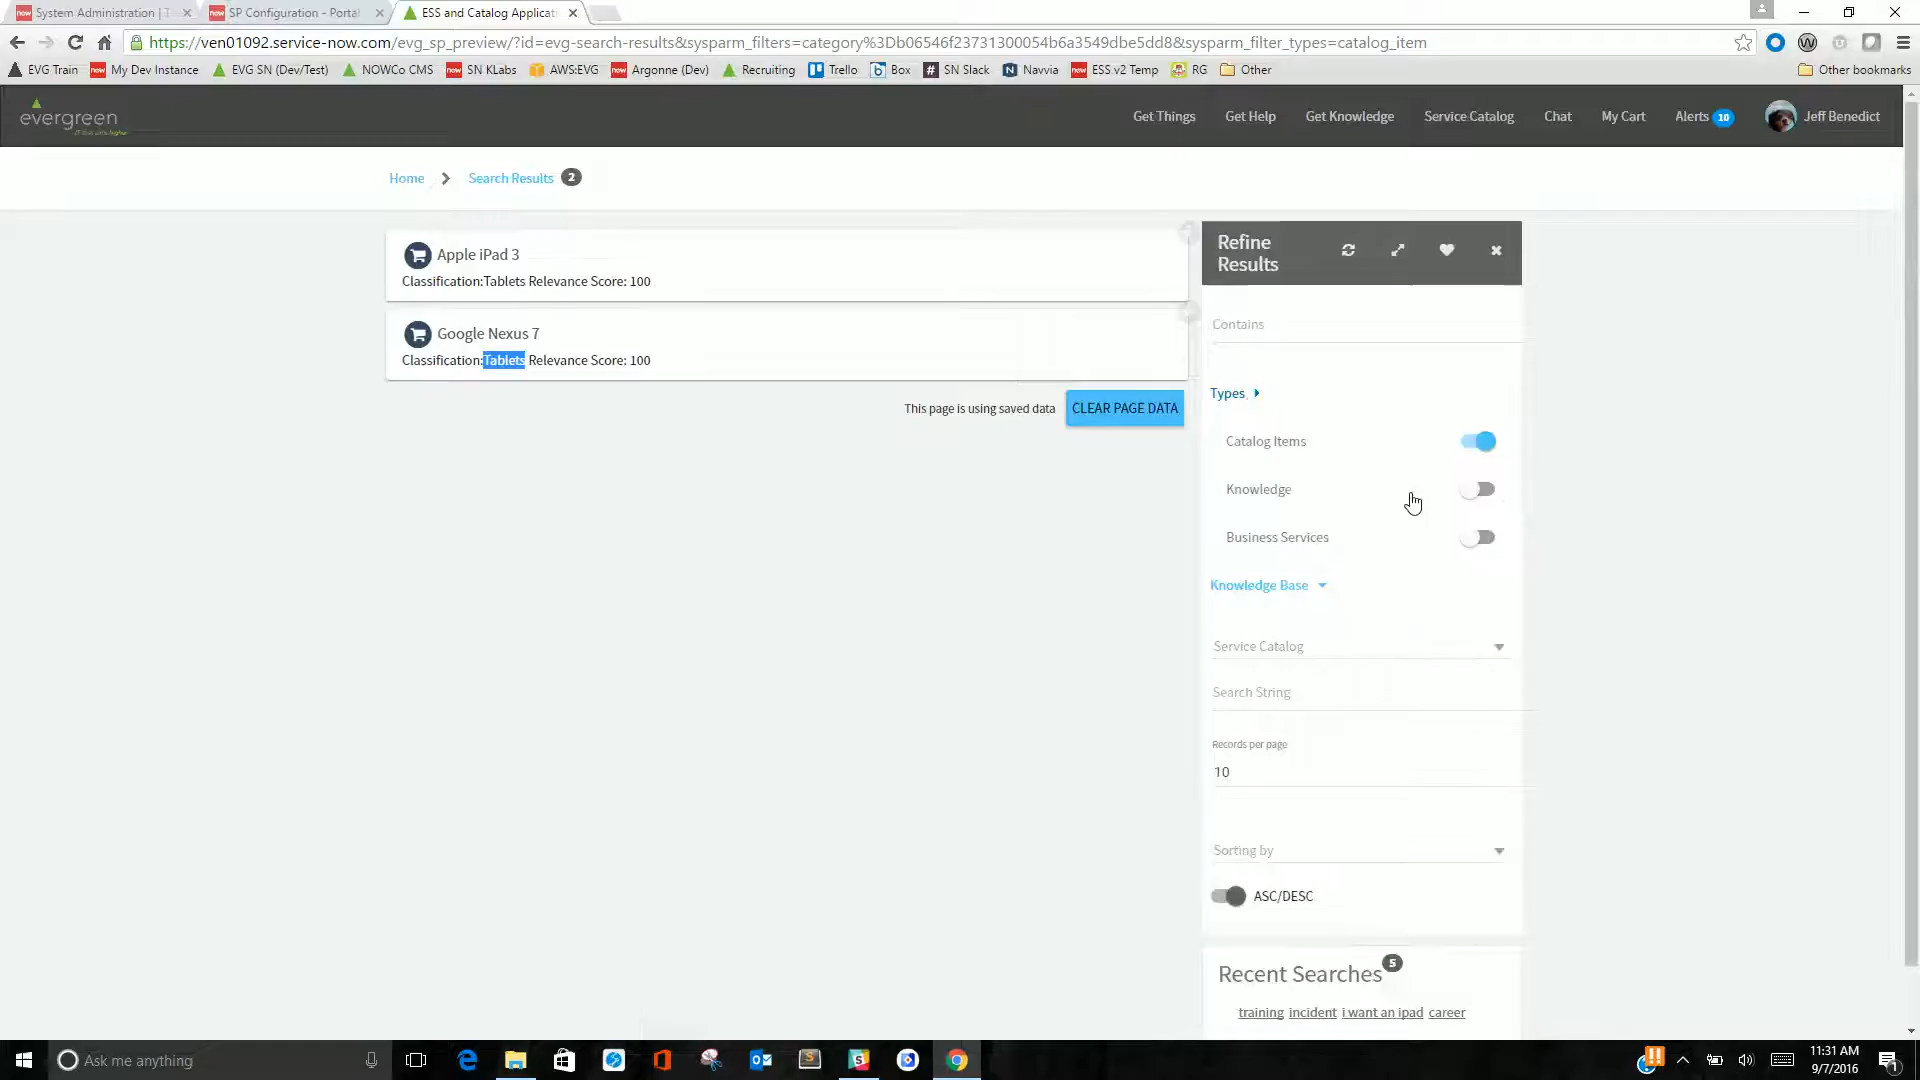 System Administration | T
SP Configuration - Portal
ESS and Catalog Applicati
https://ven01092.service-now.com/evg_sp_preview/?id=evg-search-results&sysparm_filters=category%3Db06546f23731300054b6a3549dbe5dd8&sysparm_filter_types=catalog_item
EVG Train
My Dev Instance
EVG SN (Dev/Test)
NOWCo CMS
SN KLabs
AWS:EVG
Argonne (Dev)
Recruiting
Trello
Box
SN Slack
Navvia
ESS v2 Temp
RG
Other
Other bookmarks
evergreen
Get Things
Get Help
Get Knowledge
Service Catalog
Chat
My Cart
Alerts 10
Jeff Benedict
Home
Search Results 2
Apple iPad 3
Classification:Tablets Relevance Score: 100
Google Nexus 7
Classification:Tablets Relevance Score: 100
This page is using saved data
CLEAR PAGE DATA
Refine
Results
Contains
Types
Catalog Items
Knowledge
Business Services
Knowledge Base
Service Catalog
Search String
Records per page
10
Sorting by
ASC/DESC
Recent Searches 5
training incident i want an ipad career
Ask me anything
11:31 AM
9/7/2016